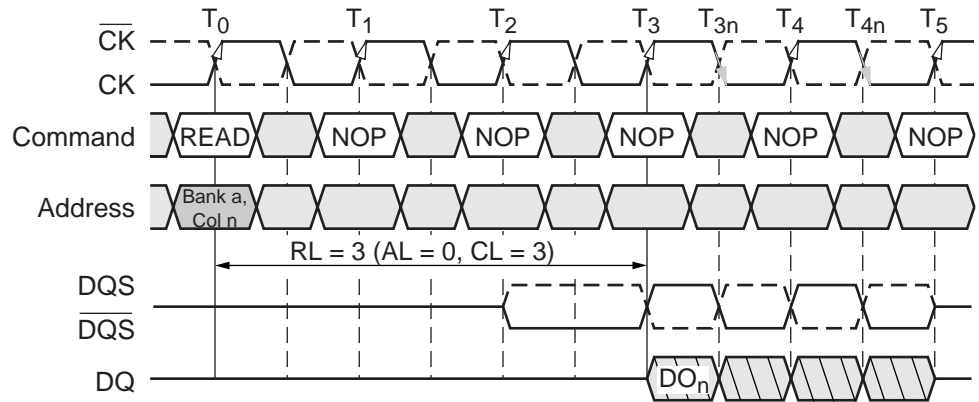 T0 T1 T2 T3 T3n T4 T4n T5
CK
CK
Command READ NOP NOP NOP NOP NOP
Address Bank a,
Col n
RL = 3 (AL = 0, CL = 3)
DQS
DQS
DQ DOn